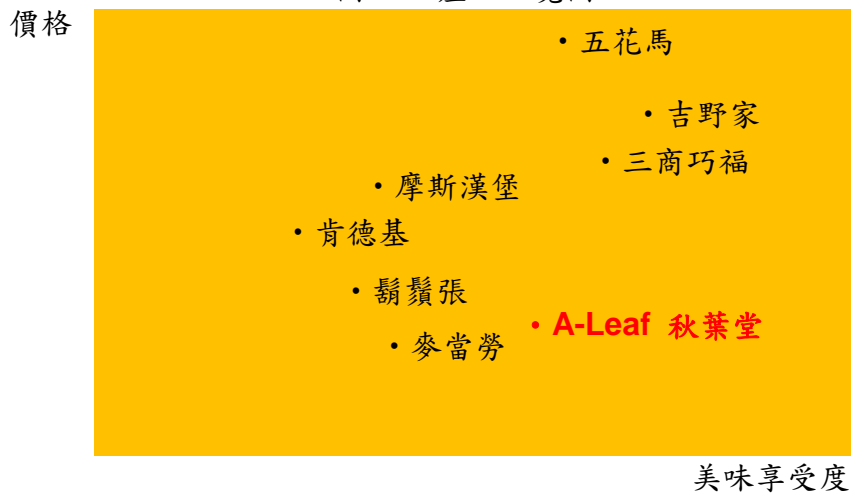 價格
•五花馬
•吉野家
•三商巧福
•摩斯漢堡
•肯德基
•鬍鬚張
•A-Leaf 秋葉堂
•麥當勞
美味享受度